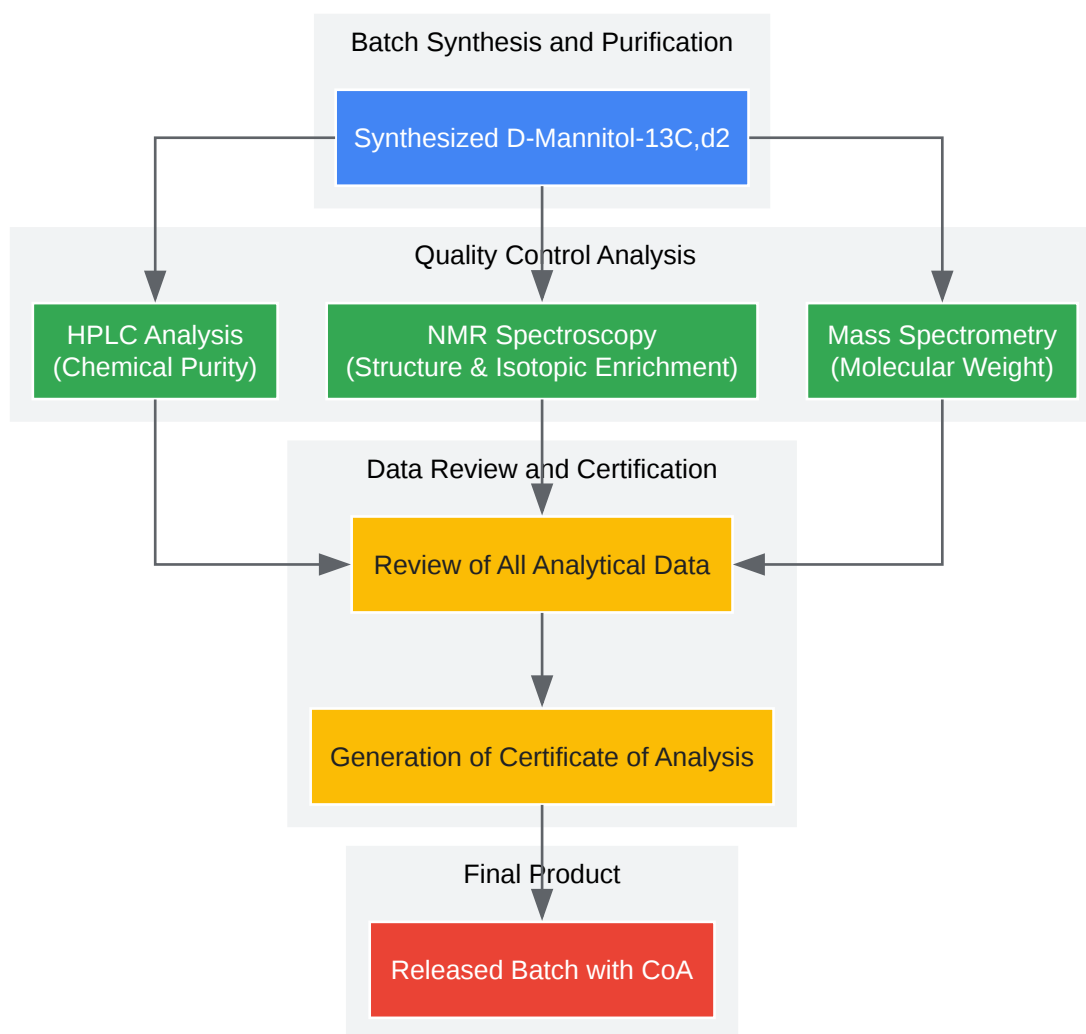 Batch Synthesis and Purification
Synthesized D-Mannitol-13C,d2
Quality Control Analysis
HPLC Analysis
(Chemical Purity)
NMR Spectroscopy
(Structure & Isotopic Enrichment)
Mass Spectrometry
(Molecular Weight)
Data Review and Certification
Review of All Analytical Data
Generation of Certificate of Analysis
Final Product
Released Batch with CoA